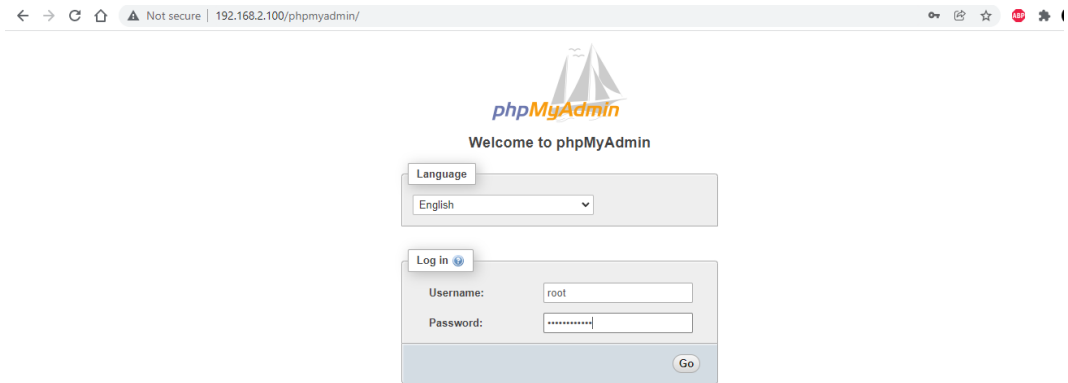 Not secure | 192.168.2.100/phpmyadmin/
ABP
phpMyAdmin
Welcome to phpMyAdmin
Language
English
Log in
Username:
root
Password:
••••••••••••
Go